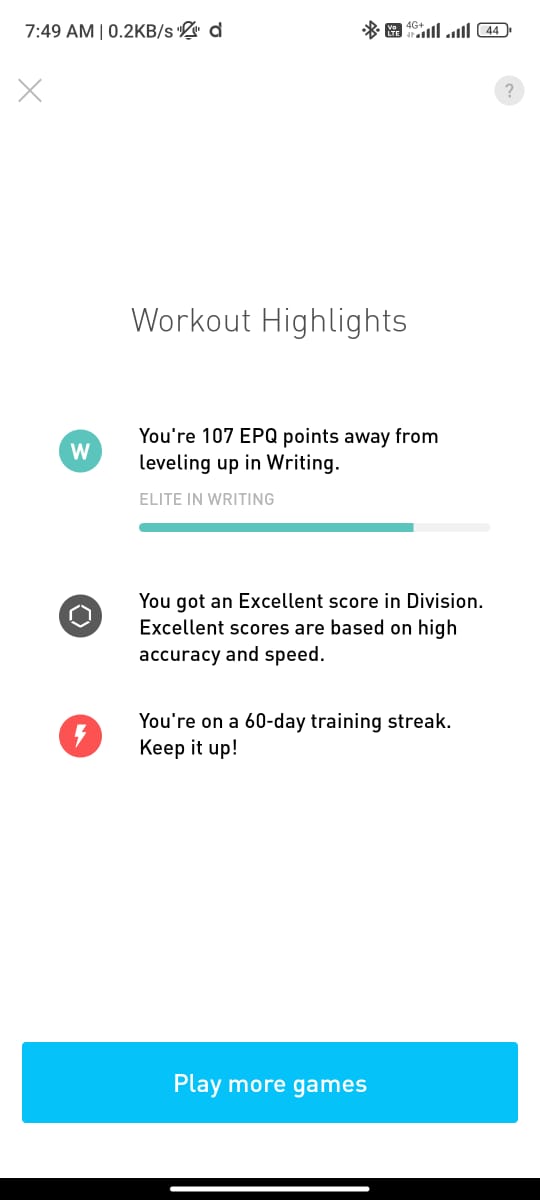 7:49 AM | 0.2KB/s d Vo LTE 4G+ 44
?
Workout Highlights
W
You're 107 EPQ points away from
leveling up in Writing.
ELITE IN WRITING
You got an Excellent score in Division.
Excellent scores are based on high
accuracy and speed.
You're on a 60-day training streak.
Keep it up!
Play more games